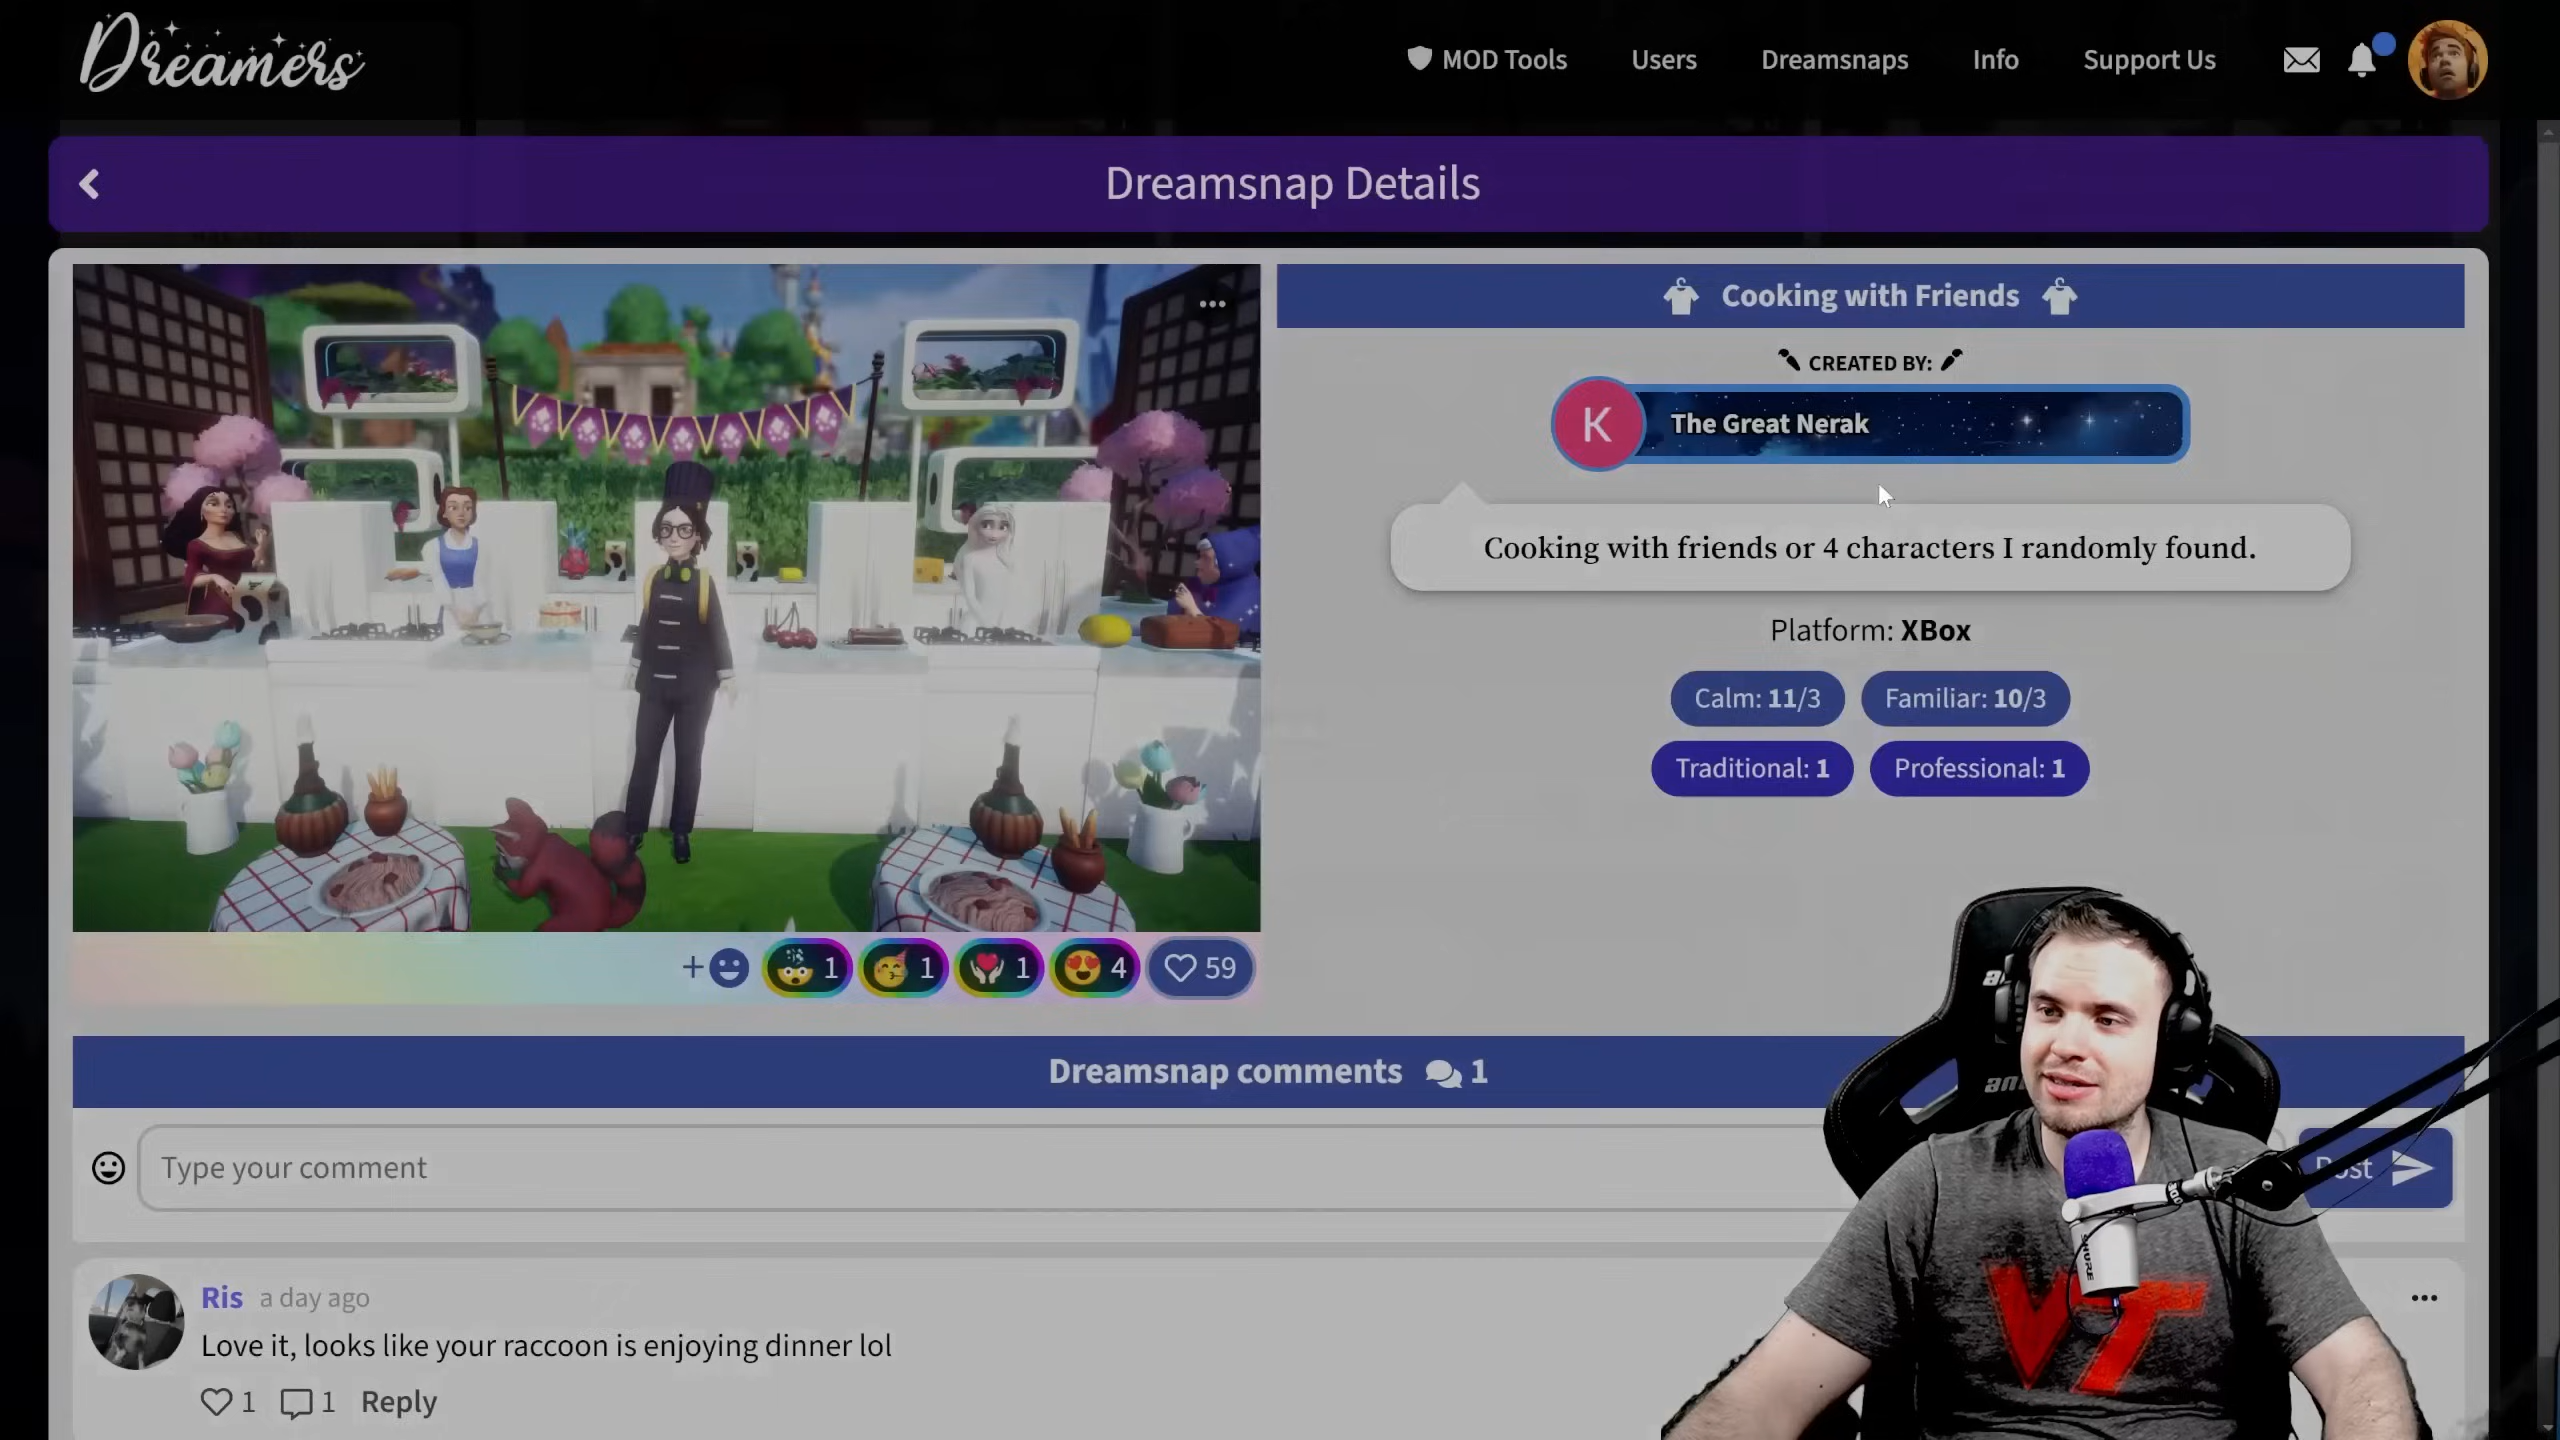 Dreamers
MOD Tools
Users
Dreamsnaps
Info
Support Us
Dreamsnap Details
Cooking with Friends
CREATED BY:
K
The Great Nerak
Cooking with friends or 4 characters I randomly found.
Platform: XBox
Calm: 11/3
Familiar: 10/3
Traditional: 1
Professional: 1
1
1
1
4
59
Dreamsnap comments 1
Type your comment
Post
Ris a day ago
Love it, looks like your raccoon is enjoying dinner lol
1 1 Reply
SHURE
VT